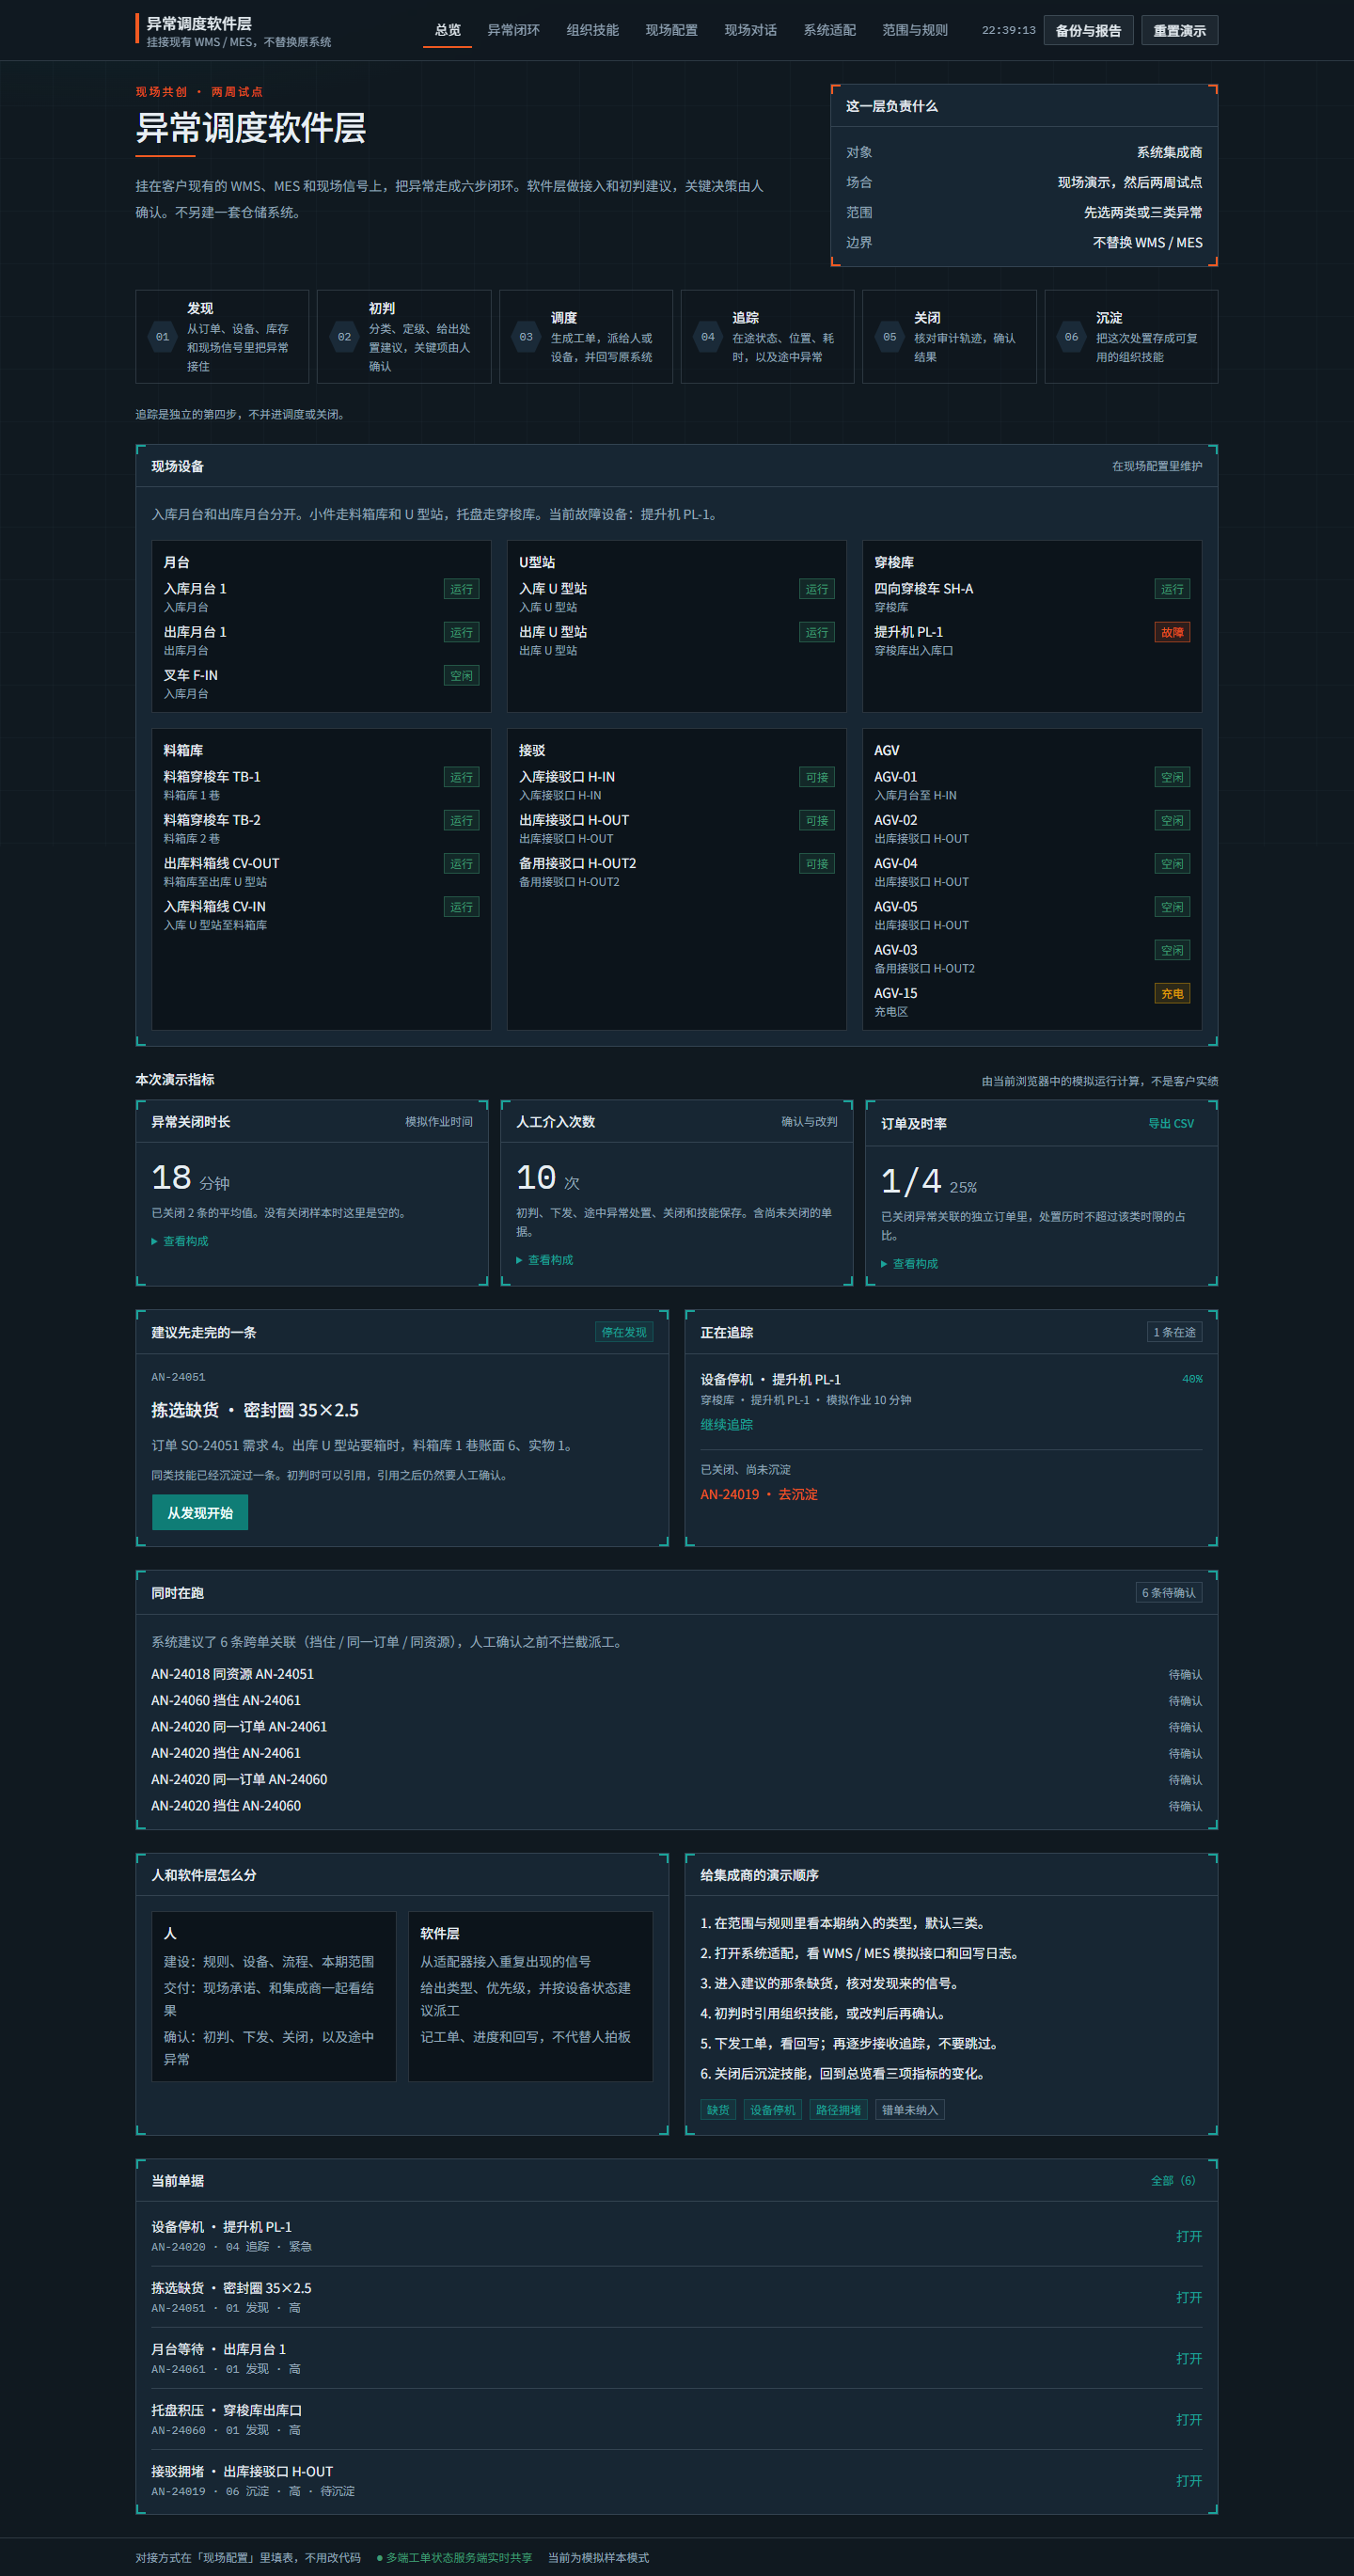 异常调度软件层
挂接现有 WMS / MES，不替换原系统
总览 异常闭环 组织技能 现场配置 现场对话 系统适配 范围与规则 22:39:13 备份与报告 重置演示
现场共创 · 两周试点
异常调度软件层
挂在客户现有的 WMS、MES 和现场信号上，把异常走成六步闭环。软件层做接入和初判建议，关键决策由人
确认。不另建一套仓储系统。
这一层负责什么
对象 系统集成商
场合 现场演示，然后两周试点
范围 先选两类或三类异常
边界 不替换 WMS / MES
01
发现
从订单、设备、库存
和现场信号里把异常
接住
02
初判
分类、定级、给出处
置建议，关键项由人
确认
03
调度
生成工单，派给人或
设备，并回写原系统
04
追踪
在途状态、位置、耗
时，以及途中异常
05
关闭
核对审计轨迹，确认
结果
06
沉淀
把这次处置存成可复
用的组织技能
追踪是独立的第四步，不并进调度或关闭。
现场设备 在现场配置里维护
入库月台和出库月台分开。小件走料箱库和 U 型站，托盘走穿梭库。当前故障设备：提升机 PL-1。
月台
入库月台 1 运行
入库月台
出库月台 1 运行
出库月台
叉车 F-IN 空闲
入库月台
U型站
入库 U 型站 运行
入库 U 型站
出库 U 型站 运行
出库 U 型站
穿梭库
四向穿梭车 SH-A 运行
穿梭库
提升机 PL-1 故障
穿梭库出入库口
料箱库
料箱穿梭车 TB-1 运行
料箱库 1 巷
料箱穿梭车 TB-2 运行
料箱库 2 巷
出库料箱线 CV-OUT 运行
料箱库至出库 U 型站
入库料箱线 CV-IN 运行
入库 U 型站至料箱库
接驳
入库接驳口 H-IN 可接
入库接驳口 H-IN
出库接驳口 H-OUT 可接
出库接驳口 H-OUT
备用接驳口 H-OUT2 可接
备用接驳口 H-OUT2
AGV
AGV-01 空闲
入库月台至 H-IN
AGV-02 空闲
出库接驳口 H-OUT
AGV-04 空闲
出库接驳口 H-OUT
AGV-05 空闲
出库接驳口 H-OUT
AGV-03 空闲
备用接驳口 H-OUT2
AGV-15 充电
充电区
本次演示指标 由当前浏览器中的模拟运行计算，不是客户实绩
异常关闭时长 模拟作业时间
18 分钟
已关闭 2 条的平均值。没有关闭样本时这里是空的。
▶ 查看构成
人工介入次数 确认与改判
10 次
初判、下发、途中异常处置、关闭和技能保存。含尚未关闭的单
据。
▶ 查看构成
订单及时率 导出 CSV
1/4 25%
已关闭异常关联的独立订单里，处置历时不超过该类时限的占
比。
▶ 查看构成
建议先走完的一条 停在发现
AN-24051
拣选缺货 · 密封圈 35×2.5
订单 SO-24051 需求 4。出库 U 型站要箱时，料箱库 1 巷账面 6、实物 1。
同类技能已经沉淀过一条。初判时可以引用，引用之后仍然要人工确认。
从发现开始
正在追踪 1 条在途
设备停机 · 提升机 PL-1 40%
穿梭库 · 提升机 PL-1 · 模拟作业 10 分钟
继续追踪
已关闭、尚未沉淀
AN-24019 · 去沉淀
同时在跑 6 条待确认
系统建议了 6 条跨单关联（挡住 / 同一订单 / 同资源），人工确认之前不拦截派工。
AN-24018 同资源 AN-24051 待确认
AN-24060 挡住 AN-24061 待确认
AN-24020 同一订单 AN-24061 待确认
AN-24020 挡住 AN-24061 待确认
AN-24020 同一订单 AN-24060 待确认
AN-24020 挡住 AN-24060 待确认
人和软件层怎么分
人
建设：规则、设备、流程、本期范围
交付：现场承诺、和集成商一起看结
果
确认：初判、下发、关闭，以及途中
异常
软件层
从适配器接入重复出现的信号
给出类型、优先级，并按设备状态建
议派工
记工单、进度和回写，不代替人拍板
给集成商的演示顺序
1. 在范围与规则里看本期纳入的类型，默认三类。
2. 打开系统适配，看 WMS / MES 模拟接口和回写日志。
3. 进入建议的那条缺货，核对发现来的信号。
4. 初判时引用组织技能，或改判后再确认。
5. 下发工单，看回写；再逐步接收追踪，不要跳过。
6. 关闭后沉淀技能，回到总览看三项指标的变化。
缺货 设备停机 路径拥堵 错单未纳入
当前单据 全部（6）
设备停机 · 提升机 PL-1 打开
AN-24020 · 04 追踪 · 紧急
拣选缺货 · 密封圈 35×2.5 打开
AN-24051 · 01 发现 · 高
月台等待 · 出库月台 1 打开
AN-24061 · 01 发现 · 高
托盘积压 · 穿梭库出库口 打开
AN-24060 · 01 发现 · 高
接驳拥堵 · 出库接驳口 H-OUT 打开
AN-24019 · 06 沉淀 · 高 · 待沉淀
对接方式在「现场配置」里填表，不用改代码 ● 多端工单状态服务端实时共享 当前为模拟样本模式